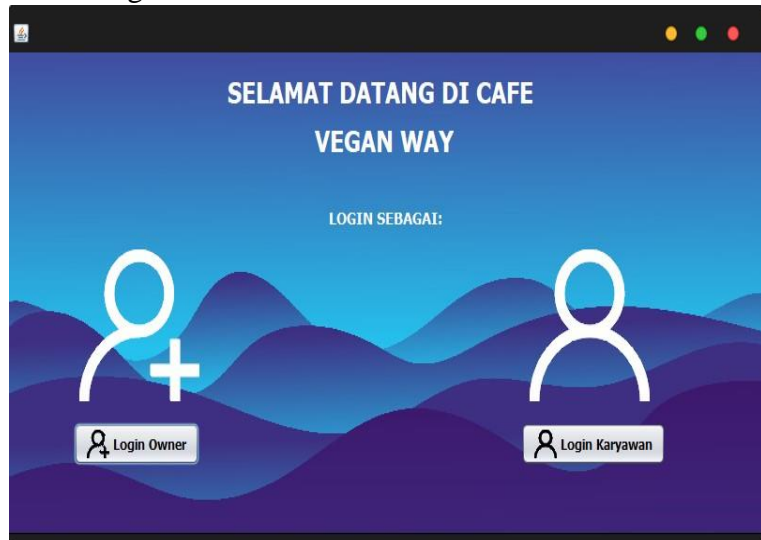 SELAMAT DATANG DI CAFE
VEGAN WAY
LOGIN SEBAGAI:
Login Owner
Login Karyawan